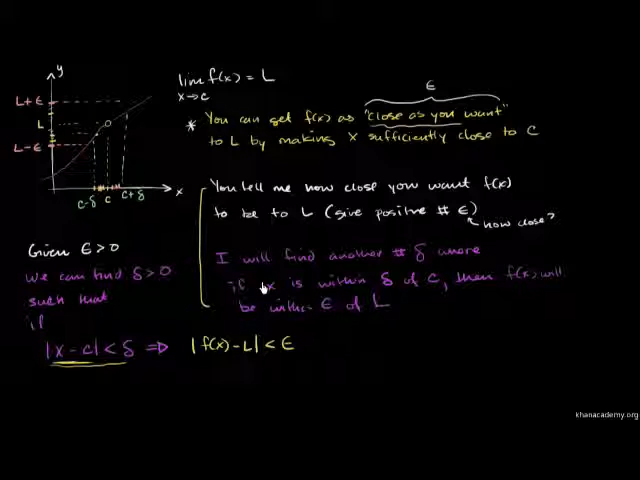 y
L+ε
L
L-ε
c-δ c c+δ x
lim f(x) = L
x→c
ε
* You can get f(x) as "close as you want"
to L by making x sufficiently close to c
You tell me how close you want f(x)
to be to L (give positive # ε)
how close?
I will find another # δ where
if x is within δ of c, then f(x) will
be within ε of L
Given ε>0
we can find δ>0
such that
if
|x-c|<δ ⇒ |f(x)-L|<ε
khanacademy.org